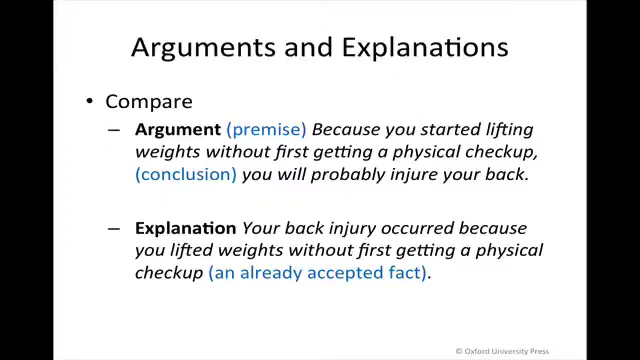 Arguments and Explanations
• Compare
– Argument (premise) Because you started lifting
weights without first getting a physical checkup,
(conclusion) you will probably injure your back.
– Explanation Your back injury occurred because
you lifted weights without first getting a physical
checkup (an already accepted fact).
© Oxford University Press